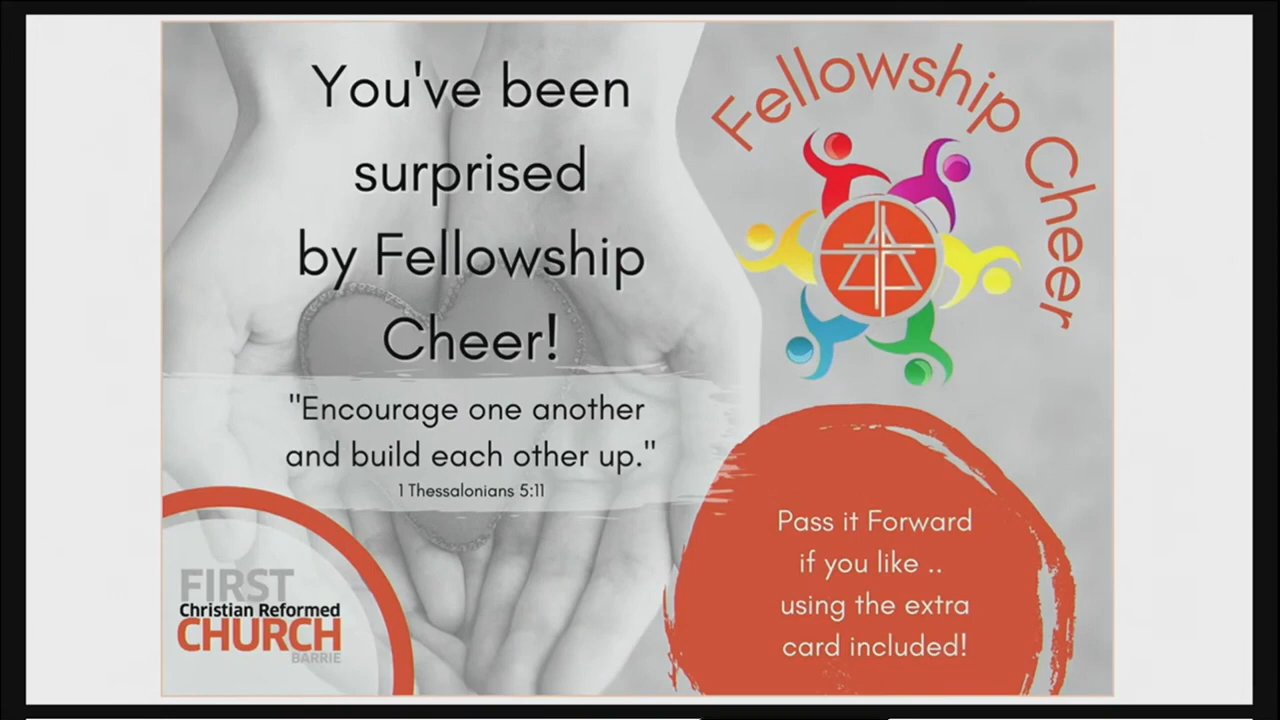 You've been
surprised
by Fellowship
Cheer!
"Encourage one another
and build each other up."
1 Thessalonians 5:11
Fellowship Cheer
Pass it Forward
if you like ..
using the extra
card included!
FIRST
Christian Reformed
CHURCH
BARRIE